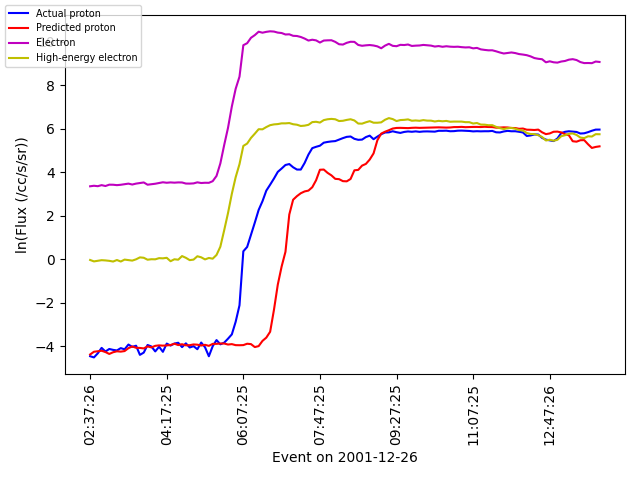 Actual proton
Predicted proton
Electron
High-energy electron
8
6
4
2
0
−2
−4
ln(Flux (/cc/s/sr))
02:37:26
04:17:25
06:07:25
07:47:25
09:27:25
11:07:25
12:47:26
Event on 2001-12-26